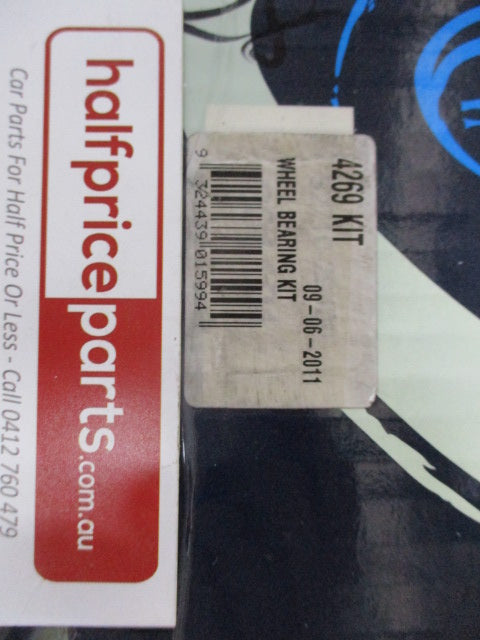 halfpriceparts.com.au
Car Parts For Half Price Or Less - Call 0412 760 479
4269 KIT
WHEEL BEARING KIT
09-06-2011
9 324439 015994